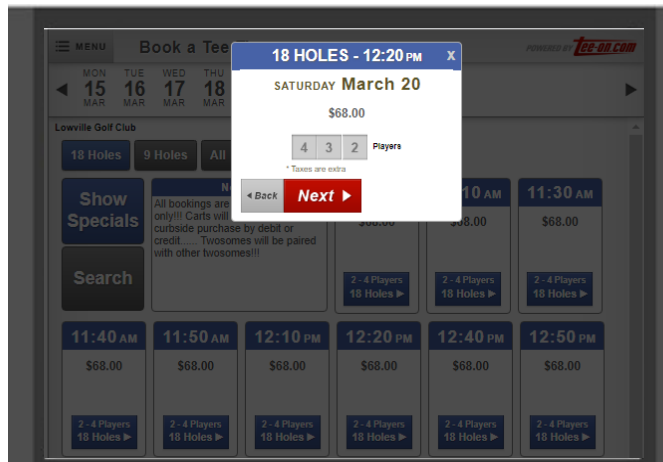 MENU
Book a Tee
POWERED BY tee-on.com
MON TUE WED THU
15 16 17 18
MAR MAR MAR MAR
Lowville Golf Club
18 Holes 9 Holes All
18 HOLES - 12:20 PM X
SATURDAY March 20
$68.00
4 3 2 Players
* Taxes are extra
Back Next
Show
Specials
Search
All bookings are
only!!! Carts will
curbside purchase by debit or
credit..... Twosomes will be paired
with other twosomes!!!
10 AM 11:30 AM
$68.00 $68.00 $68.00
2 - 4 Players 2 - 4 Players 2 - 4 Players
18 Holes 18 Holes 18 Holes
11:40 AM 11:50 AM 12:10 PM 12:20 PM 12:40 PM 12:50 PM
$68.00 $68.00 $68.00 $68.00 $68.00 $68.00
2 - 4 Players 2 - 4 Players 2 - 4 Players 2 - 4 Players 2 - 4 Players 2 - 4 Players
18 Holes 18 Holes 18 Holes 18 Holes 18 Holes 18 Holes